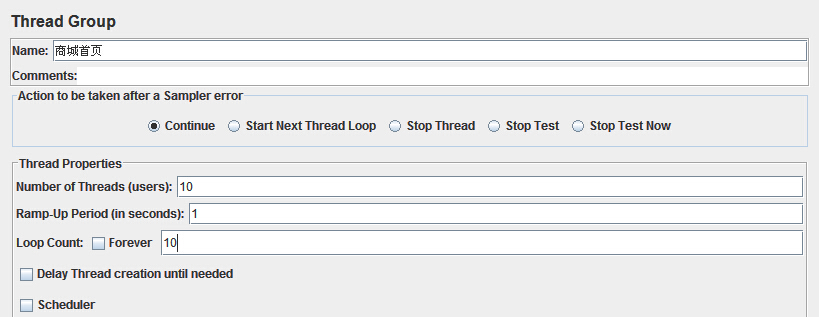 Thread Group
Name: 商城首页
Comments:
Action to be taken after a Sampler error
Continue Start Next Thread Loop Stop Thread Stop Test Stop Test Now
Thread Properties
Number of Threads (users): 10
Ramp-Up Period (in seconds): 1
Loop Count: Forever 10
Delay Thread creation until needed
Scheduler